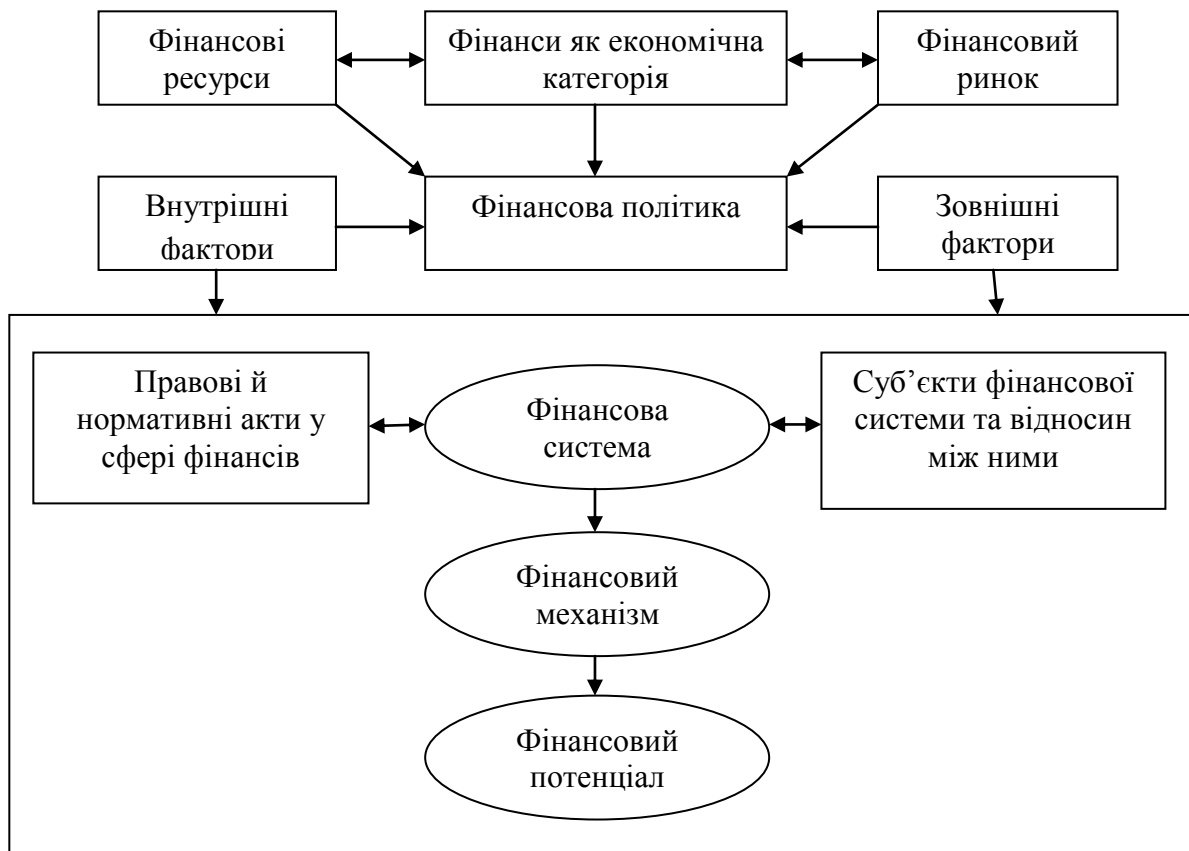 Фінансові
ресурси
Фінанси як економічна
категорія
Фінансовий
ринок
Внутрішні
фактори
Фінансова політика
Зовнішні
фактори
Правові й
нормативні акти у
сфері фінансів
Фінансова
система
Суб’єкти фінансової
системи та відносин
між ними
Фінансовий
механізм
Фінансовий
потенціал